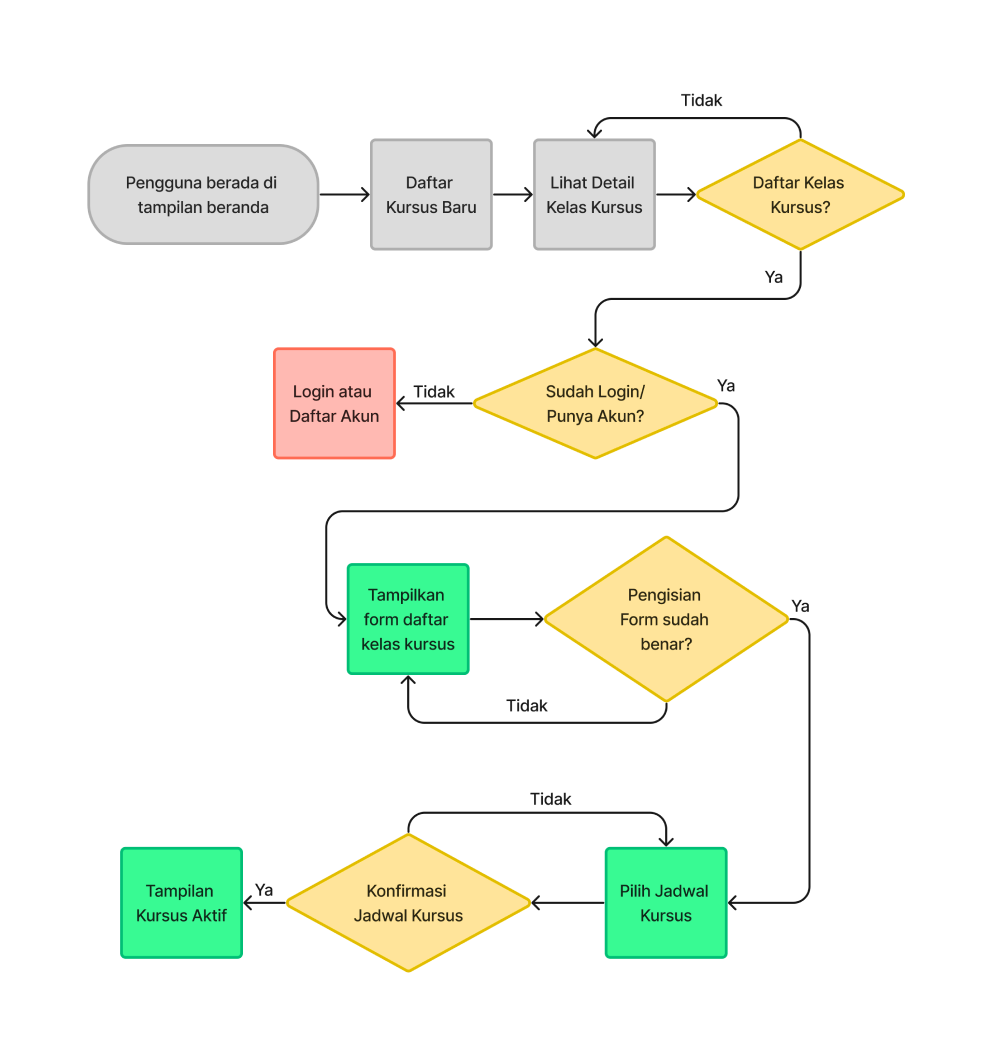 Tidak
Pengguna berada di
tampilan beranda
Daftar
Kursus Baru
Lihat Detail
Kelas Kursus
Daftar Kelas
Kursus?
Ya
Login atau
Daftar Akun
Tidak
Sudah Login/
Punya Akun?
Ya
Tampilkan
form daftar
kelas kursus
Pengisian
Form sudah
benar?
Ya
Tidak
Tidak
Tampilan
Kursus Aktif
Ya
Konfirmasi
Jadwal Kursus
Pilih Jadwal
Kursus